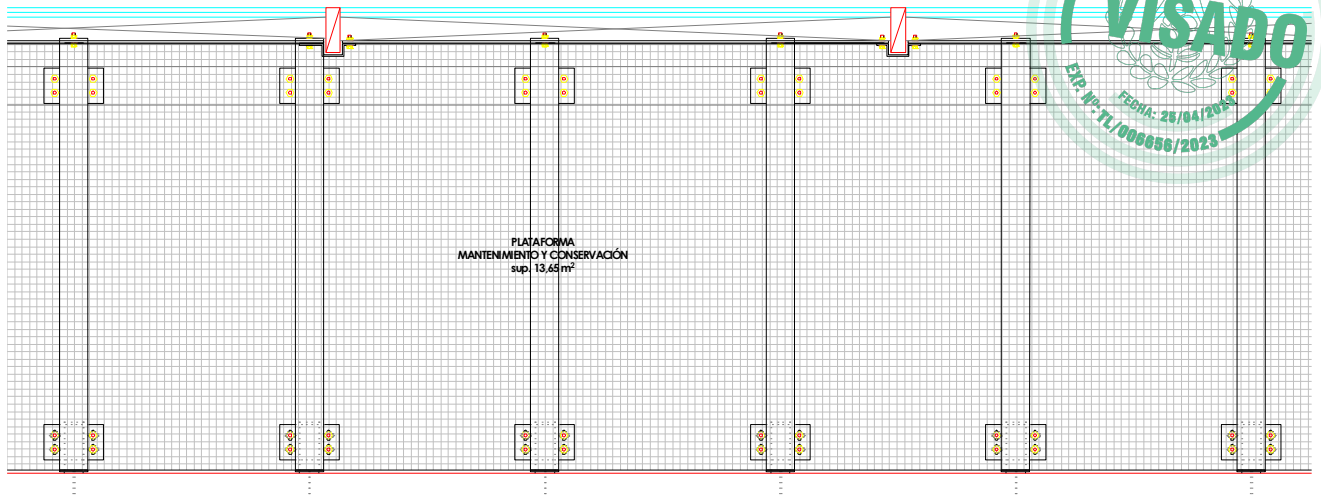 VISADO
FECHA: 25/04/2023
EXP. Nº: TL/006656/2023
PLATAFORMA
MANTENIMIENTO Y CONSERVACIÓN
sup. 13,65 m²